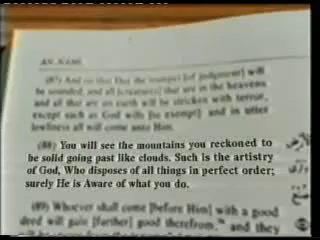 AN-NAML
(87) And on that Day the trumpet [of judgment] will
be sounded, and all [creatures] that are in the heavens
and all that are on earth will be stricken with terror,
except such as God wills [to exempt] and in utter
lowliness all will come unto Him.
(88) You will see the mountains you reckoned to
be solid going past like clouds. Such is the artistry
of God, Who disposes of all things in perfect order;
surely He is Aware of what you do.
(89) Whoever shall come [before Him] with a good
deed will gain [further] good therefrom, and they